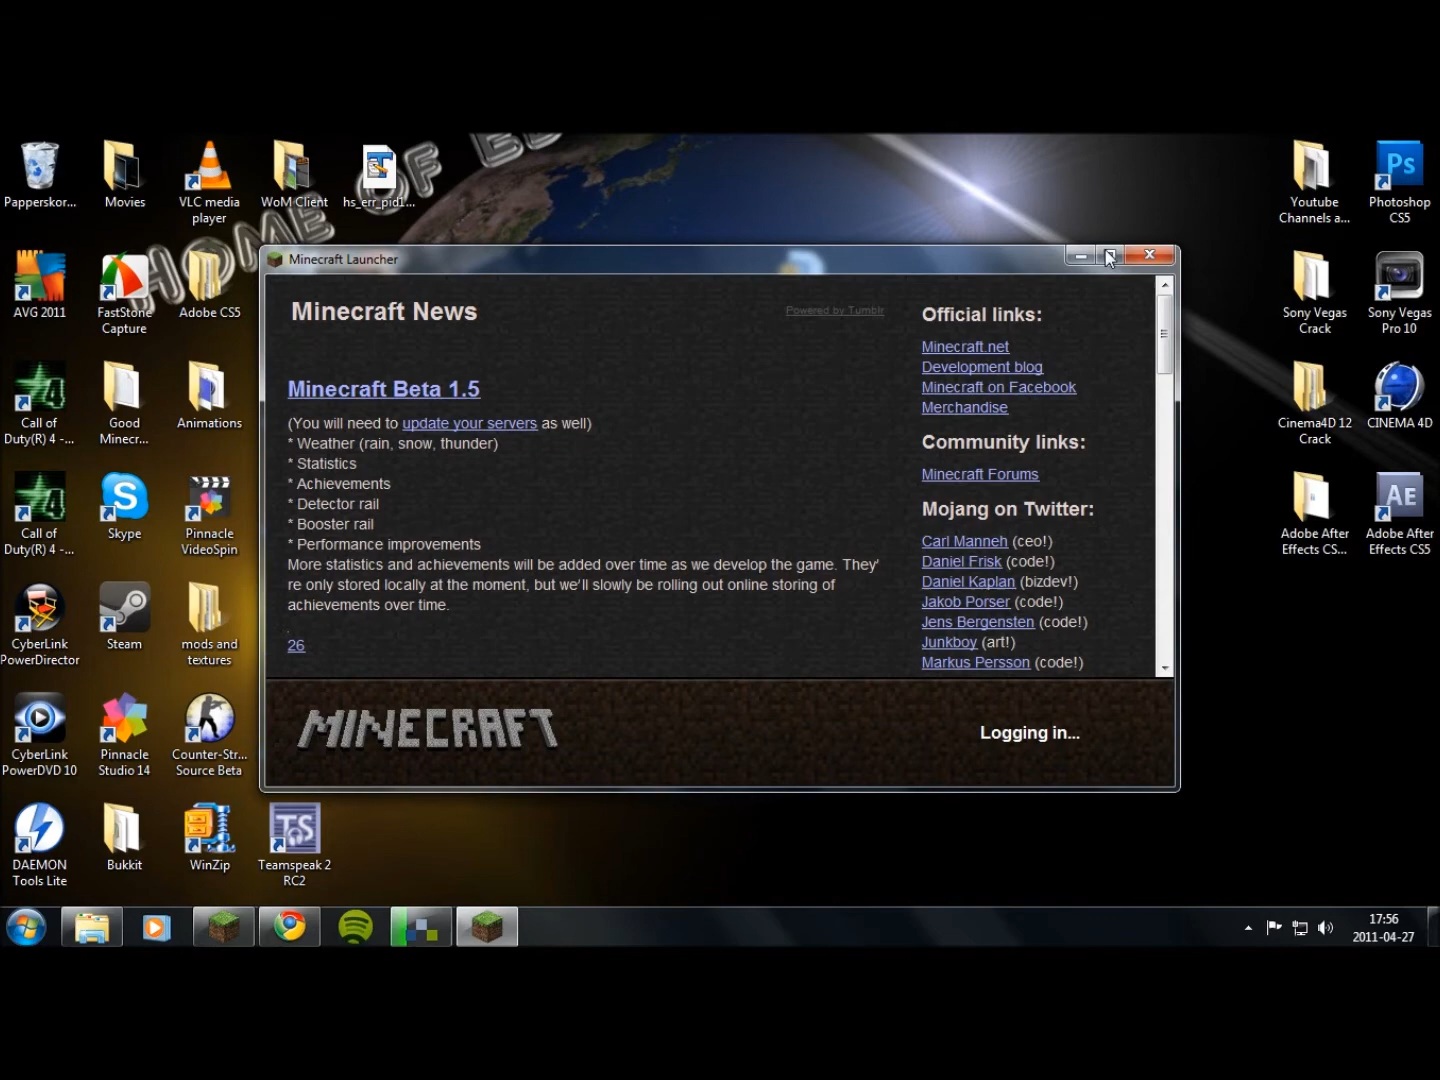 HOME OF
Papperskor...
Movies
VLC media
player
WoM Client
hs_err_pid1...
Youtube
Channels a...
Photoshop
CS5
Ps
AVG 2011
FastStone
Capture
Adobe CS5
Sony Vegas
Crack
Sony Vegas
Pro 10
Call of
Duty(R) 4 -...
Good
Minecr...
Animations
Cinema4D 12
Crack
CINEMA 4D
Call of
Duty(R) 4 -...
Skype
Pinnacle
VideoSpin
Adobe After
Effects CS...
Adobe After
Effects CS5
AE
CyberLink
PowerDirector
Steam
mods and
textures
CyberLink
PowerDVD 10
Pinnacle
Studio 14
Counter-Str...
Source Beta
DAEMON
Tools Lite
Bukkit
WinZip
TS
Teamspeak 2
RC2
Minecraft Launcher
Minecraft News
Powered by Tumblr
Minecraft Beta 1.5
(You will need to update your servers as well)
* Weather (rain, snow, thunder)
* Statistics
* Achievements
* Detector rail
* Booster rail
* Performance improvements
More statistics and achievements will be added over time as we develop the game. They'
re only stored locally at the moment, but we'll slowly be rolling out online storing of
achievements over time.
.
26
Official links:
Minecraft.net
Development blog
Minecraft on Facebook
Merchandise
Community links:
Minecraft Forums
Mojang on Twitter:
Carl Manneh (ceo!)
Daniel Frisk (code!)
Daniel Kaplan (bizdev!)
Jakob Porser (code!)
Jens Bergensten (code!)
Junkboy (art!)
Markus Persson (code!)
MINECRAFT
Logging in...
17:56
2011-04-27